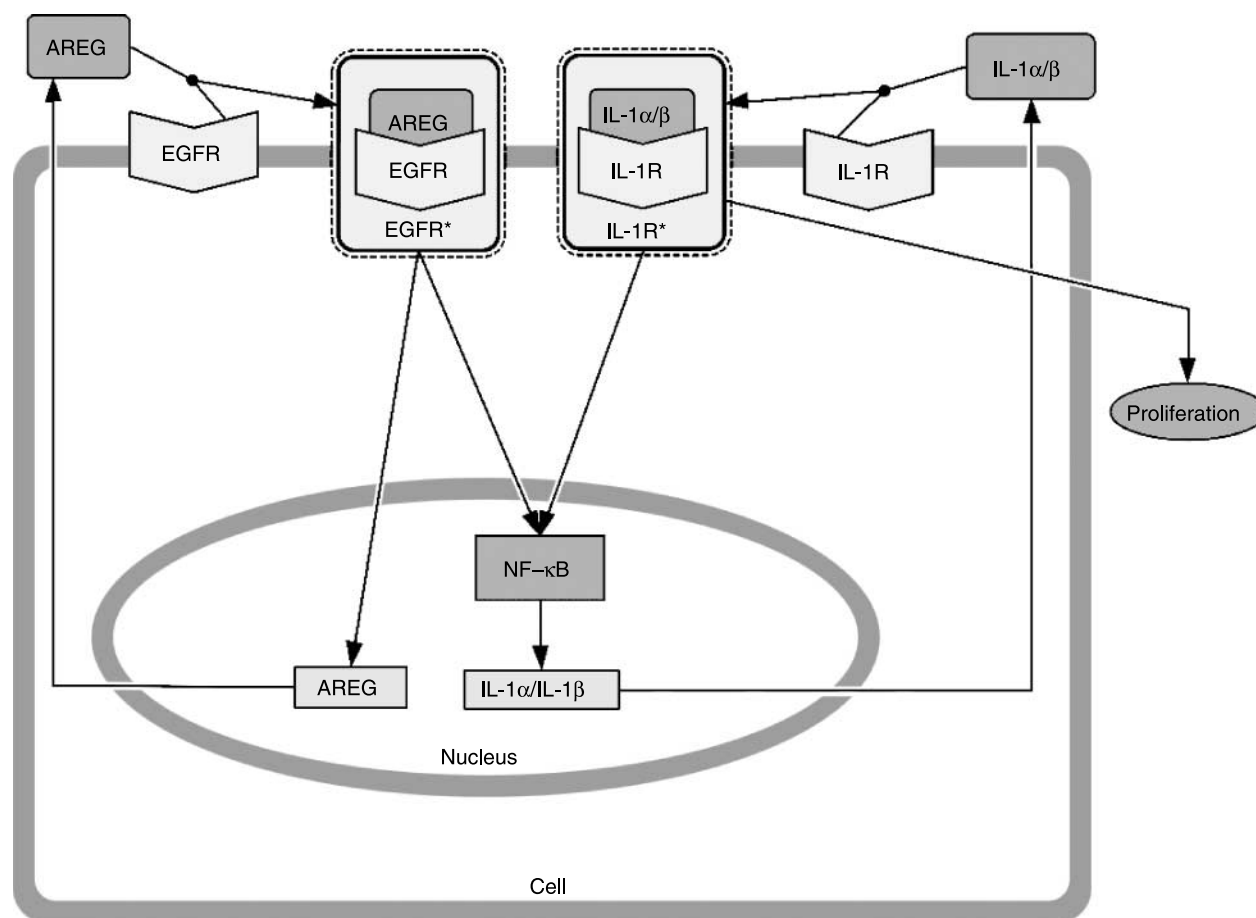 AREG
IL-1α/β
AREG
EGFR
EGFR*
IL-1α/β
IL-1R
IL-1R*
EGFR
IL-1R
Proliferation
NF–κB
AREG
IL-1α/IL-1β
Nucleus
Cell